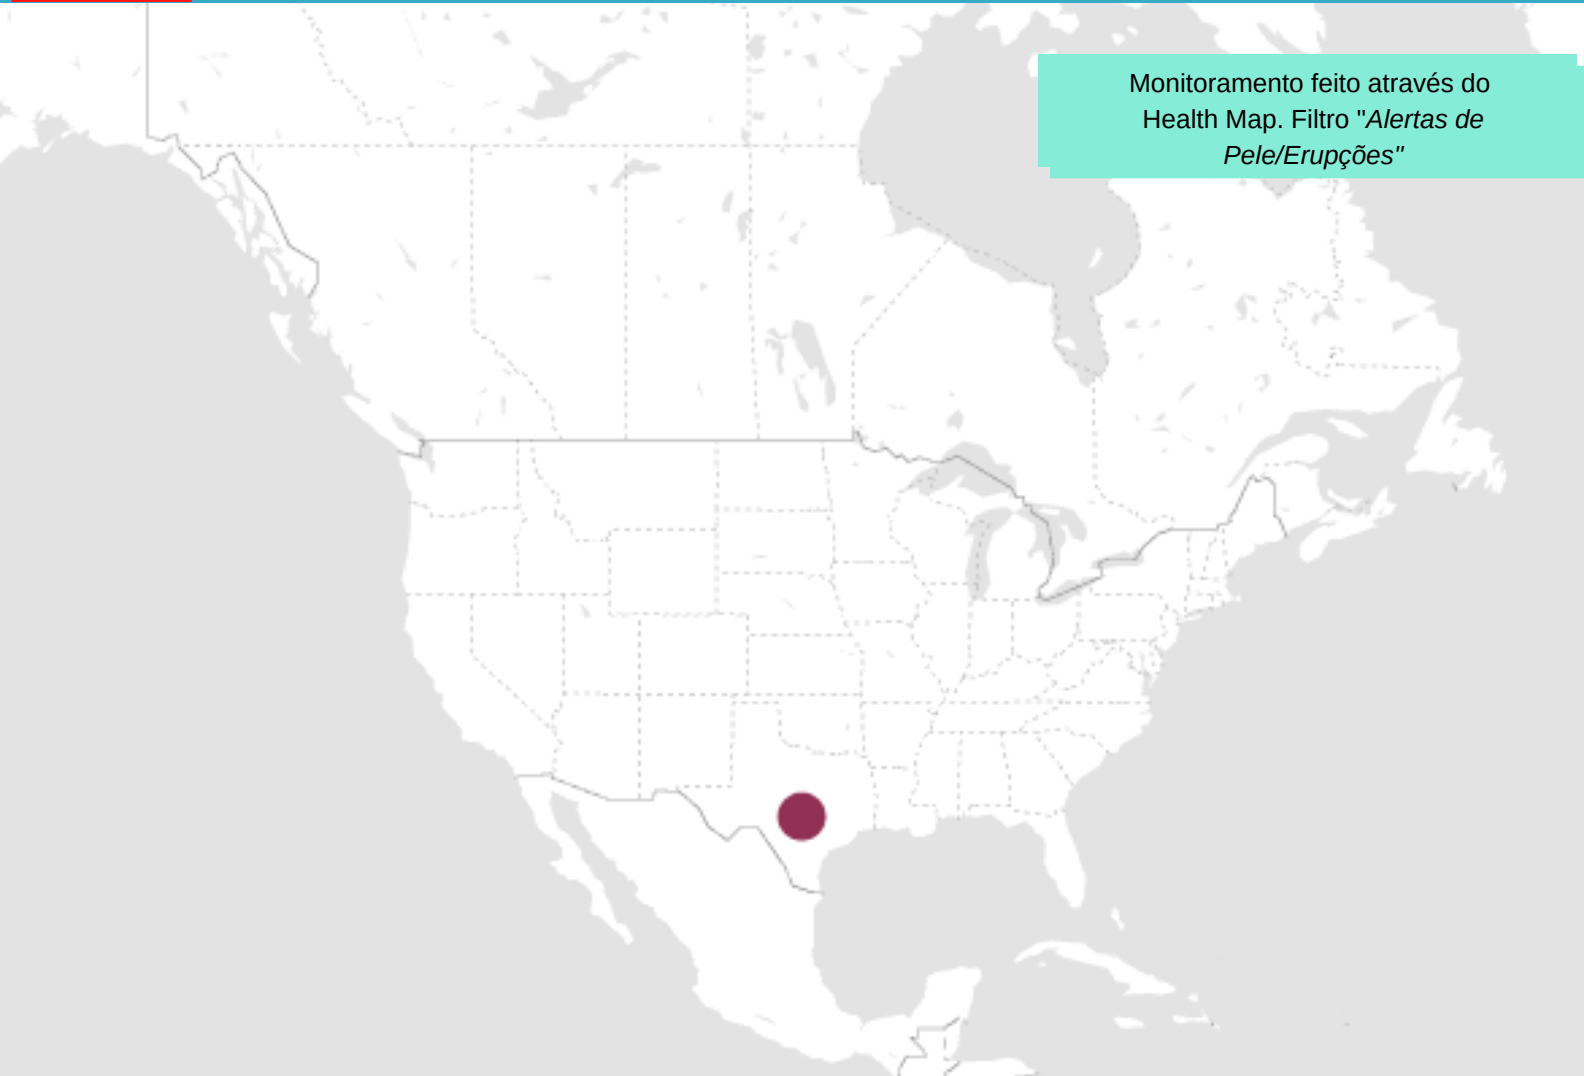 Monitoramento feito através do
Health Map. Filtro "Alertas de
Pele/Erupções"